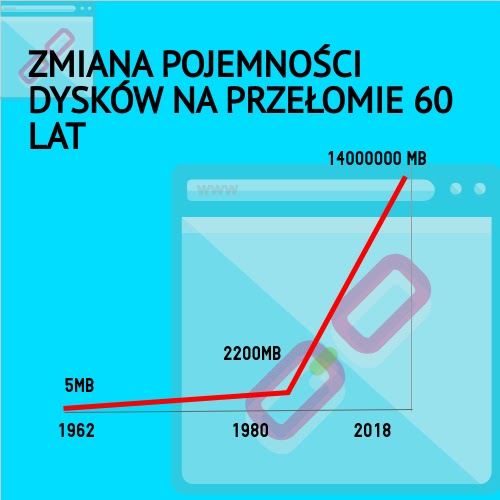 ZMIANA POJEMNOŚCI
DYSKÓW NA PRZEŁOMIE 60
LAT
14000000 MB
www
2200MB
5MB
1962
1980
2018